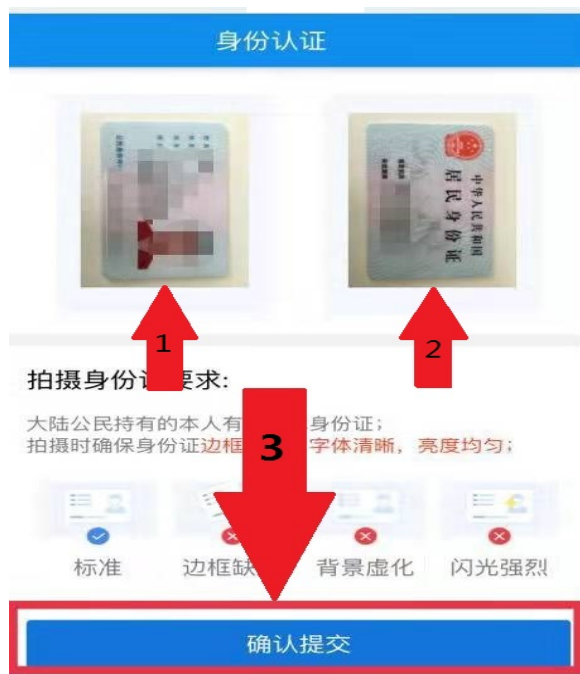 身份认证
中华人民共和国
居民身份证
1
2
拍摄身份 要求:
大陆公民持有的本人有 身份证;
3
拍摄时确保身份证边框 字体清晰，亮度均匀;
标准
边框缺
背景虚化
闪光强烈
确认提交